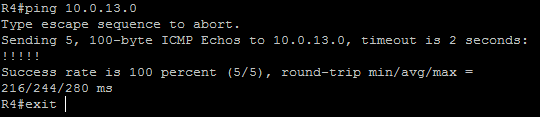 R4#ping 10.0.13.0
Type escape sequence to abort.
Sending 5, 100-byte ICMP Echos to 10.0.13.0, timeout is 2 seconds:
!!!!!
Success rate is 100 percent (5/5), round-trip min/avg/max =
216/244/280 ms
R4#exit